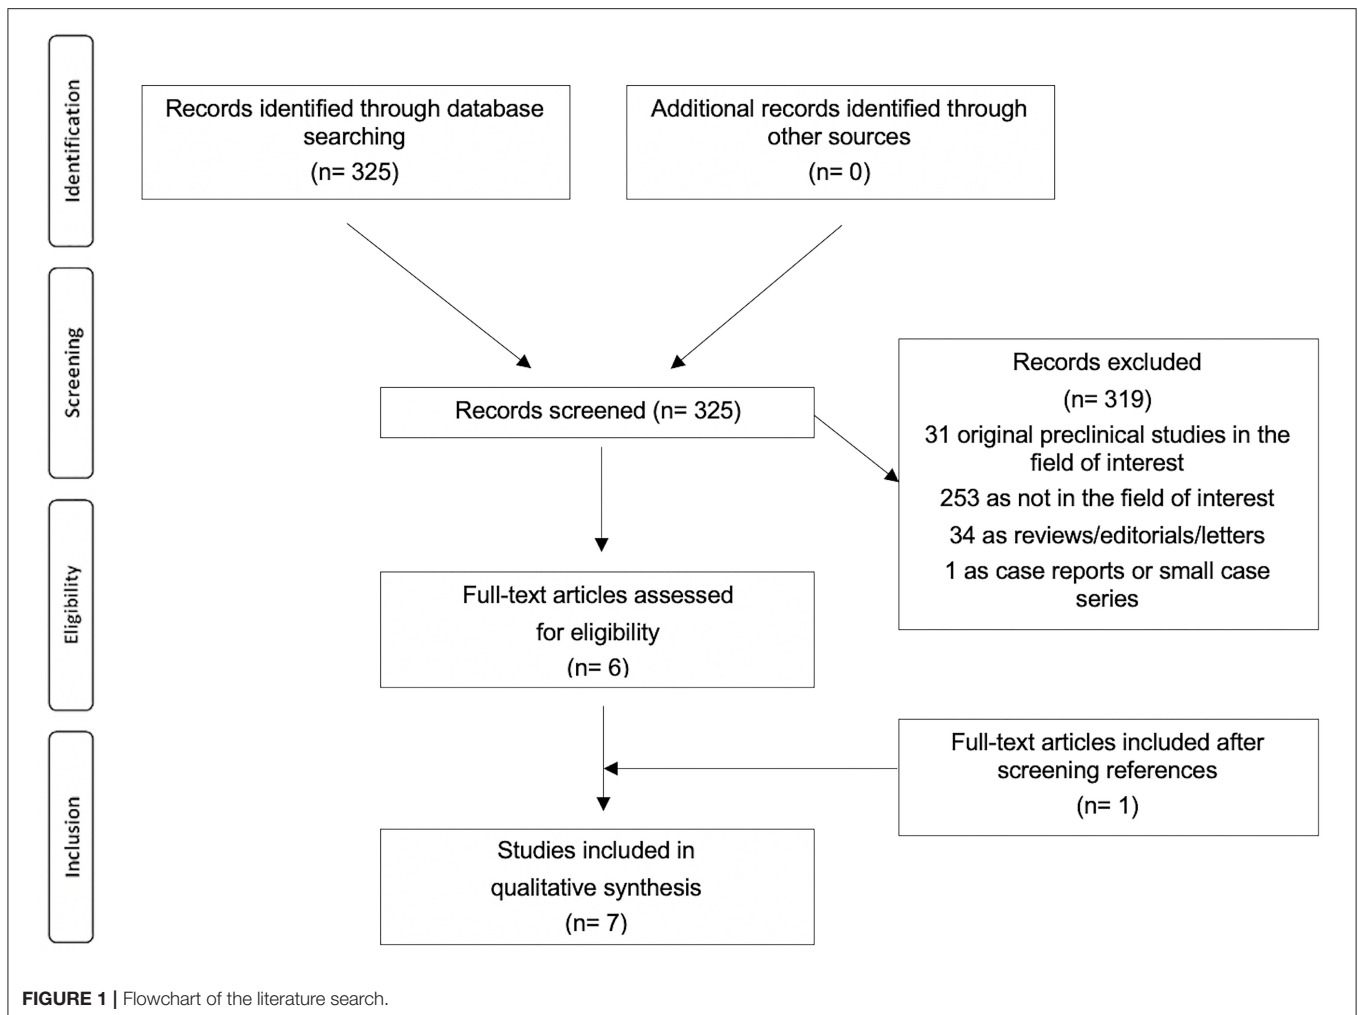 Identification
Records identified through database
searching
(n= 325)
Additional records identified through
other sources
(n= 0)
Screening
Records screened (n= 325)
Records excluded
(n= 319)
31 original preclinical studies in the
field of interest
253 as not in the field of interest
34 as reviews/editorials/letters
1 as case reports or small case
series
Eligibility
Full-text articles assessed
for eligibility
(n= 6)
Full-text articles included after
screening references
(n= 1)
Inclusion
Studies included in
qualitative synthesis
(n= 7)
FIGURE 1 | Flowchart of the literature search.